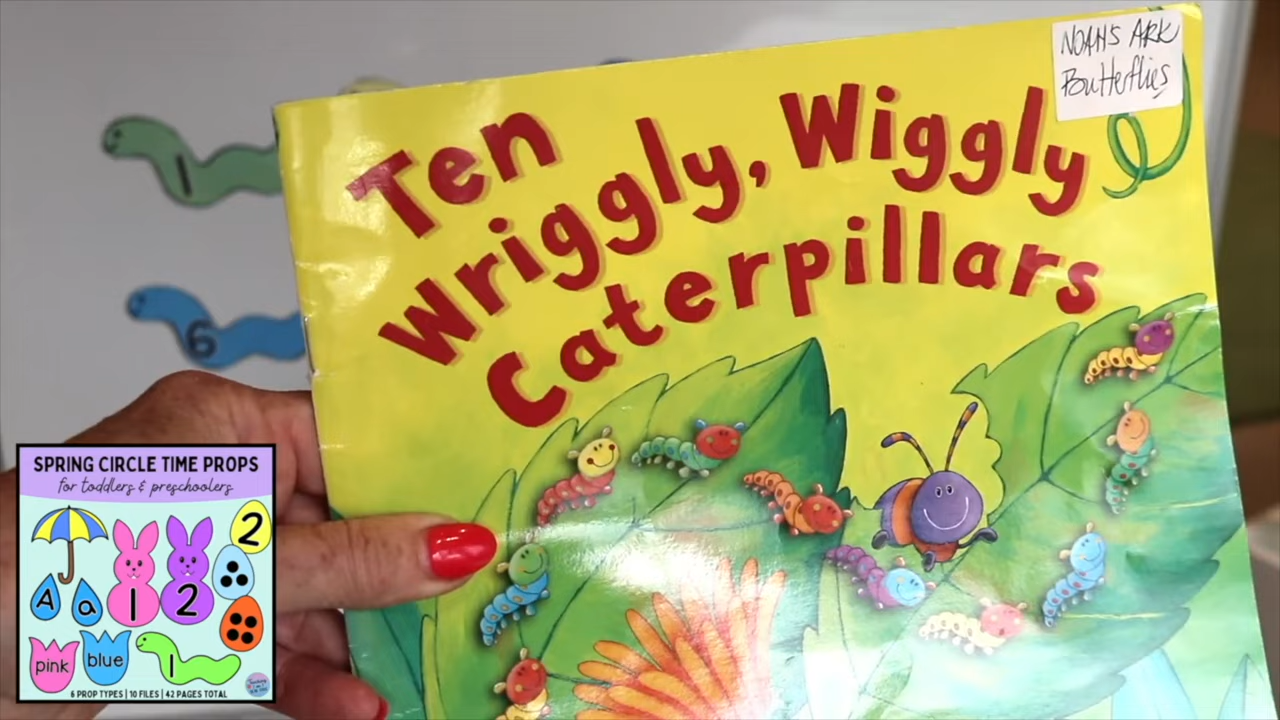 NOAH'S ARK
Butterflies
Ten
Wriggly, Wiggly
Caterpillars
1
6
SPRING CIRCLE TIME PROPS
for toddlers & preschoolers
2
A
a
1
2
pink
blue
1
6 PROP TYPES | 10 FILES | 42 PAGES TOTAL